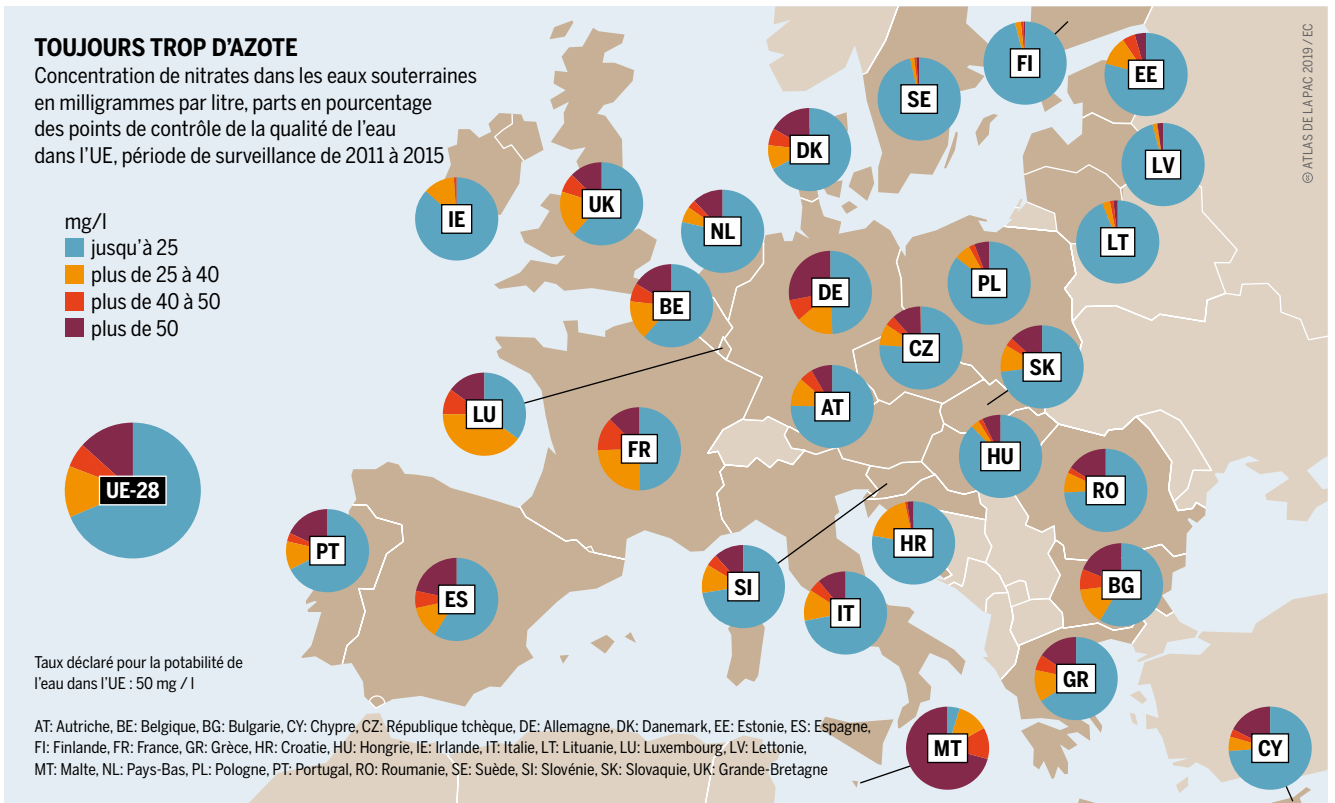 TOUJOURS TROP D'AZOTE
Concentration de nitrates dans les eaux souterraines
en milligrammes par litre, parts en pourcentage
des points de contrôle de la qualité de l'eau
dans l'UE, période de surveillance de 2011 à 2015
mg/l
jusqu'à 25
plus de 25 à 40
plus de 40 à 50
plus de 50
© ATLAS DE LA PAC 2019 / EC
FI
EE
SE
DK
LV
IE
UK
NL
LT
BE
DE
PL
CZ
SK
LU
AT
FR
HU
UE-28
RO
PT
HR
ES
SI
IT
BG
GR
MT
CY
Taux déclaré pour la potabilité de
l'eau dans l'UE : 50 mg / l
AT: Autriche, BE: Belgique, BG: Bulgarie, CY: Chypre, CZ: République tchèque, DE: Allemagne, DK: Danemark, EE: Estonie, ES: Espagne,
FI: Finlande, FR: France, GR: Grèce, HR: Croatie, HU: Hongrie, IE: Irlande, IT: Italie, LT: Lituanie, LU: Luxembourg, LV: Lettonie,
MT: Malte, NL: Pays-Bas, PL: Pologne, PT: Portugal, RO: Roumanie, SE: Suède, SI: Slovénie, SK: Slovaquie, UK: Grande-Bretagne